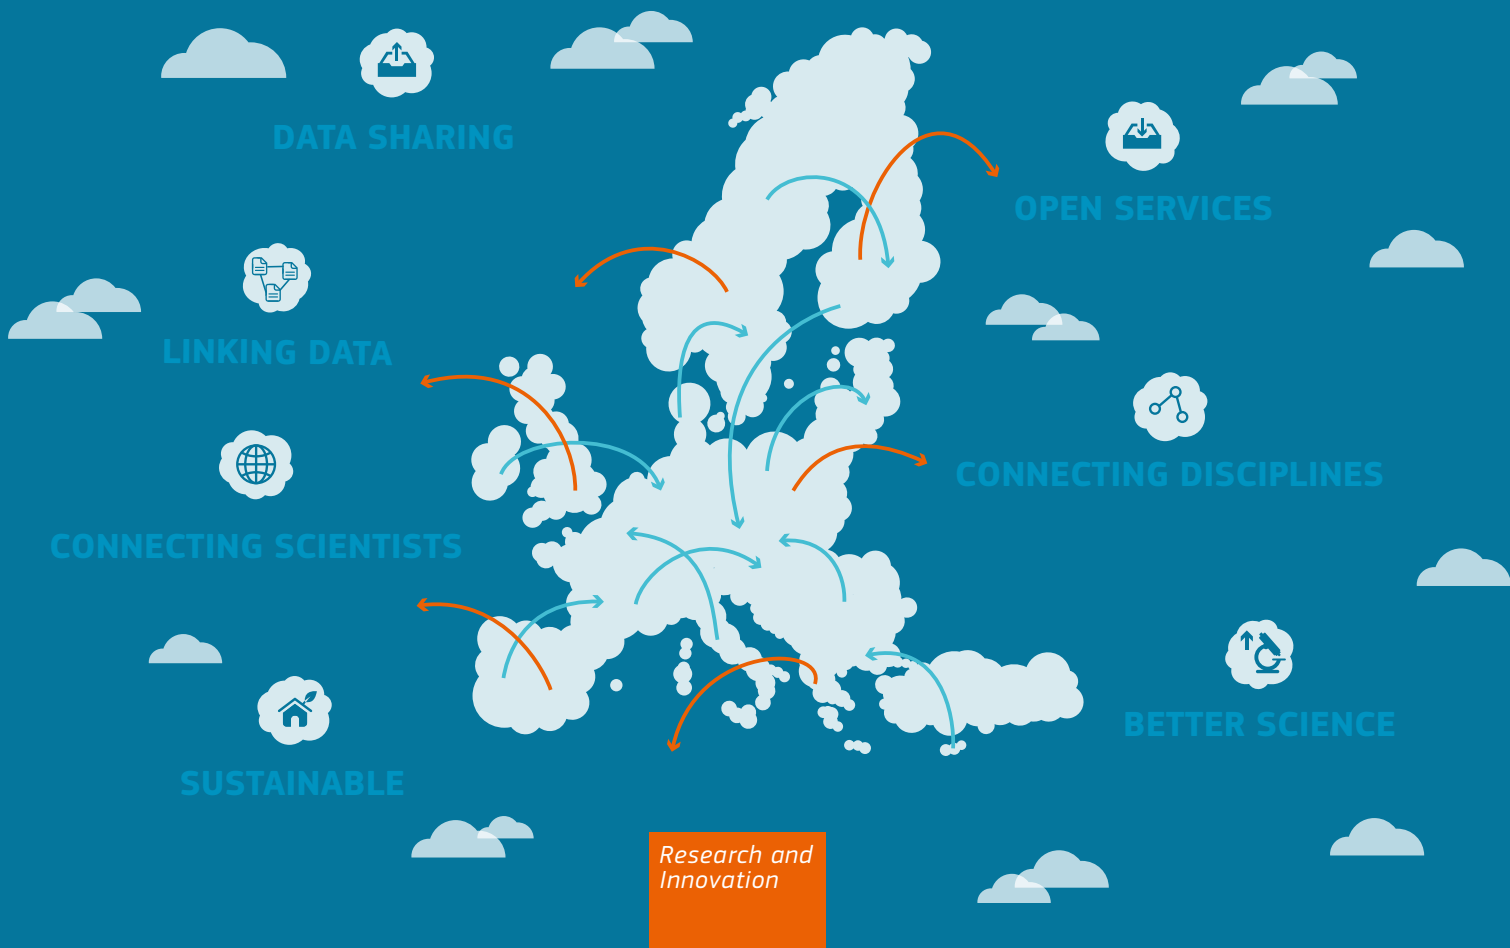 DATA SHARING
OPEN SERVICES
LINKING DATA
CONNECTING DISCIPLINES
CONNECTING SCIENTISTS
BETTER SCIENCE
SUSTAINABLE
Research and
Innovation